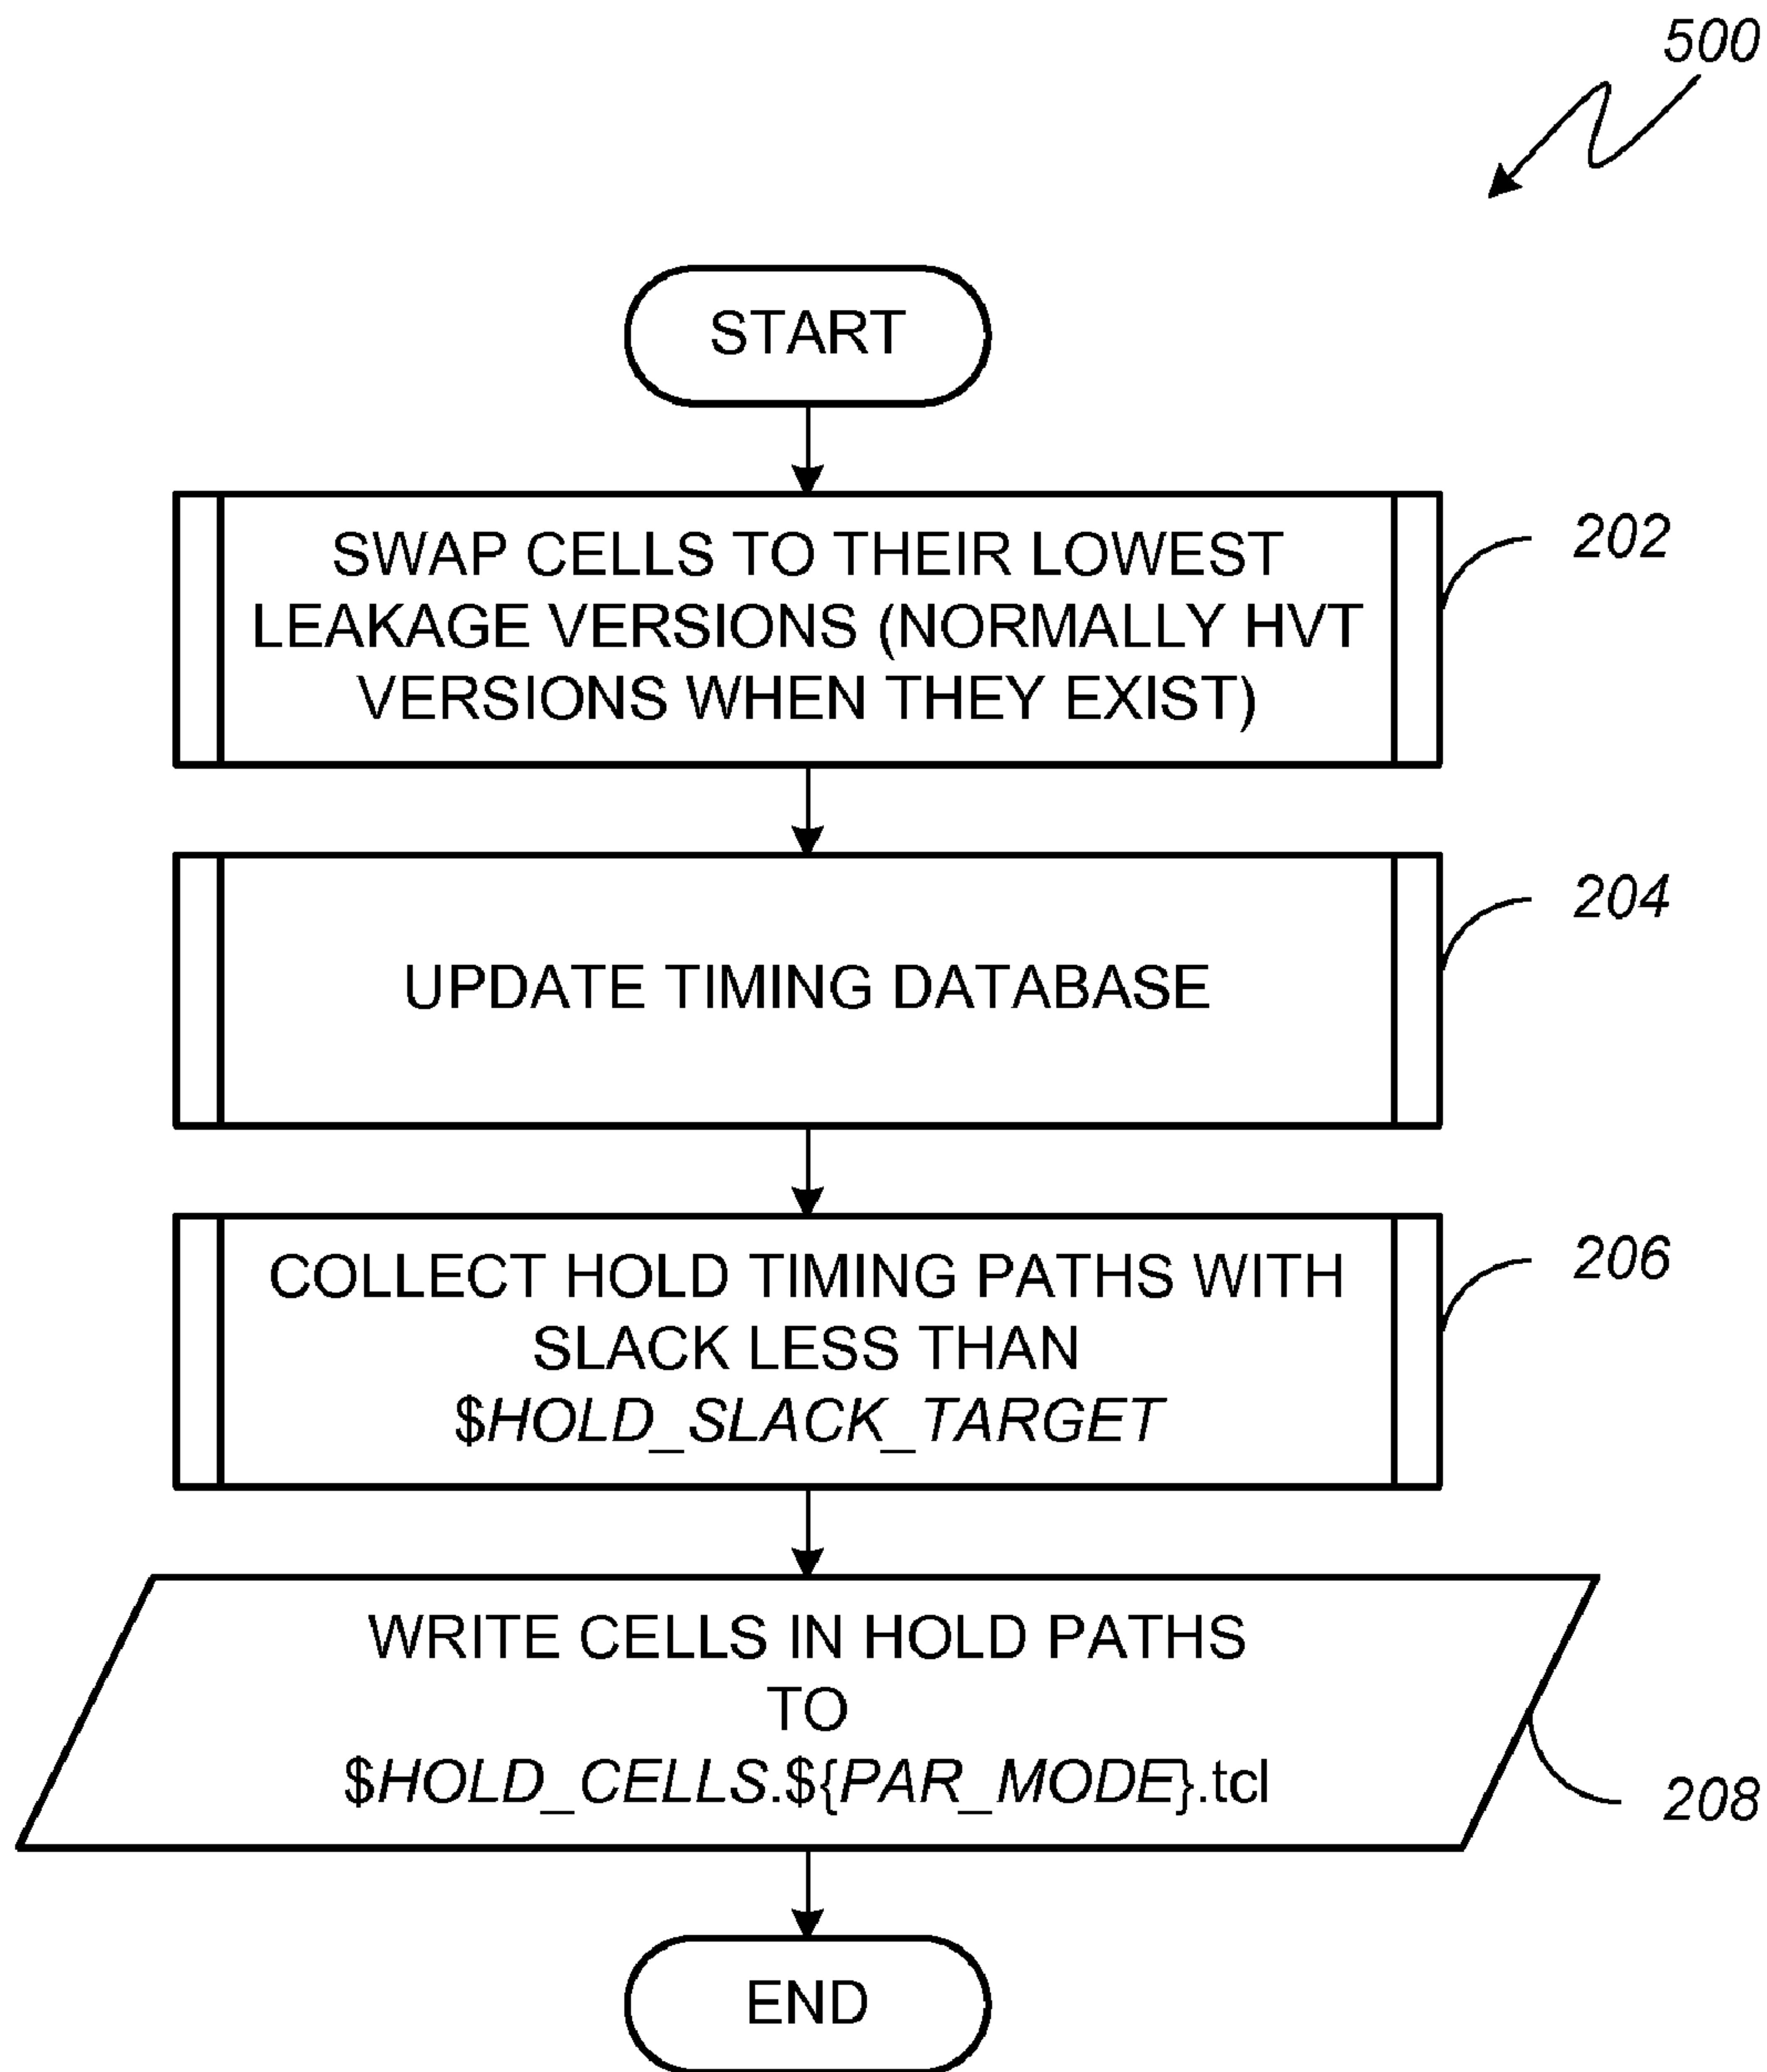 500
START
SWAP CELLS TO THEIR LOWEST
LEAKAGE VERSIONS (NORMALLY HVT
VERSIONS WHEN THEY EXIST)
202
UPDATE TIMING DATABASE
204
COLLECT HOLD TIMING PATHS WITH
SLACK LESS THAN
$HOLD_SLACK_TARGET
206
WRITE CELLS IN HOLD PATHS
TO
$HOLD_CELLS.${PAR_MODE}.tcl
208
END